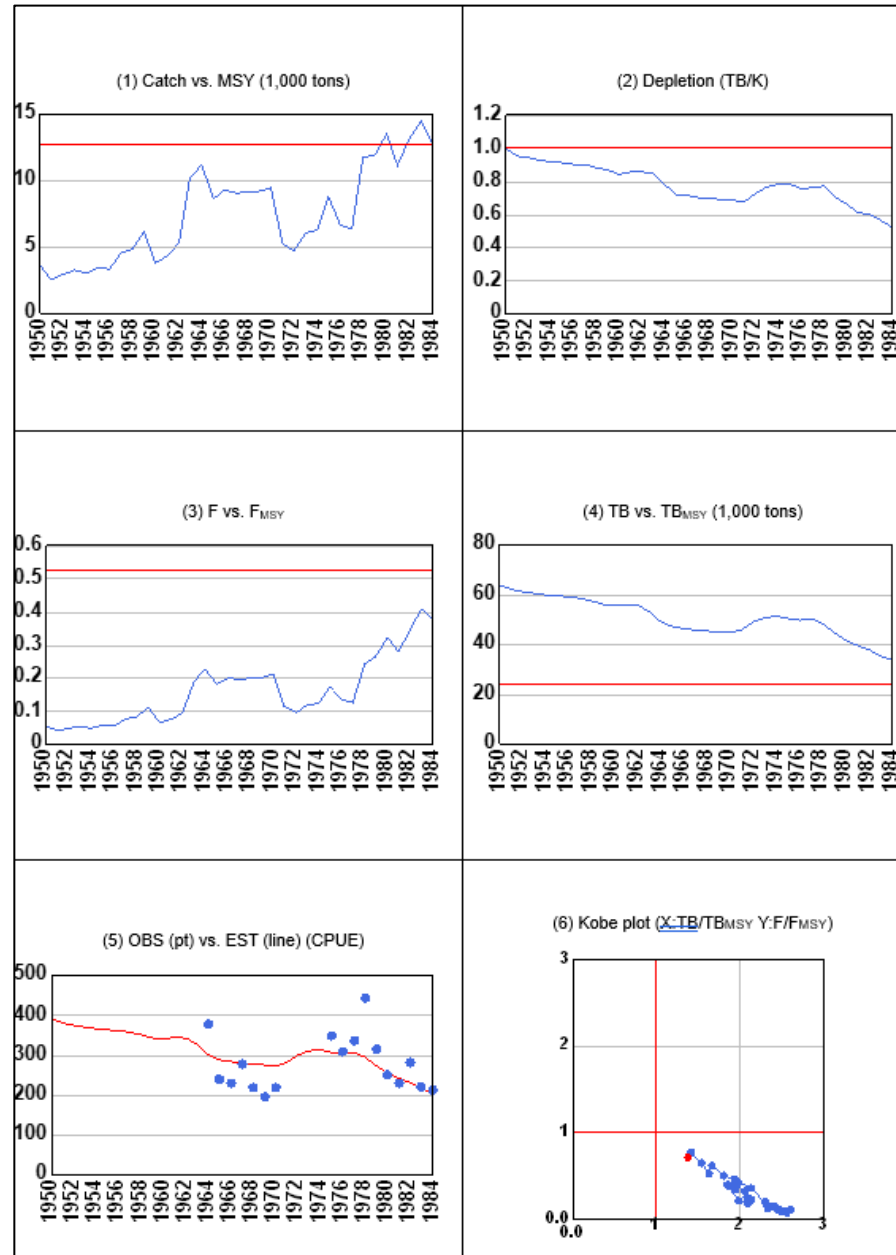 (1) Catch vs. MSY (1,000 tons)
15
10
5
0
1950 1952 1954 1956 1958 1960 1962 1964 1966 1968 1970 1972 1974 1976 1978 1980 1982 1984
(2) Depletion (TB/K)
1.2
1.0
0.8
0.6
0.4
0.2
0
1950 1952 1954 1956 1958 1960 1962 1964 1966 1968 1970 1972 1974 1976 1978 1980 1982 1984
(3) F vs. FMSY
0.6
0.5
0.4
0.3
0.2
0.1
0
1950 1952 1954 1956 1958 1960 1962 1964 1966 1968 1970 1972 1974 1976 1978 1980 1982 1984
(4) TB vs. TBMSY (1,000 tons)
80
60
40
20
0
1950 1952 1954 1956 1958 1960 1962 1964 1966 1968 1970 1972 1974 1976 1978 1980 1982 1984
(5) OBS (pt) vs. EST (line) (CPUE)
500
400
300
200
100
0
1950 1952 1954 1956 1958 1960 1962 1964 1966 1968 1970 1972 1974 1976 1978 1980 1982 1984
(6) Kobe plot (X:TB/TBMSY Y:F/FMSY)
3
2
1
0.0
0.0 1 2 3